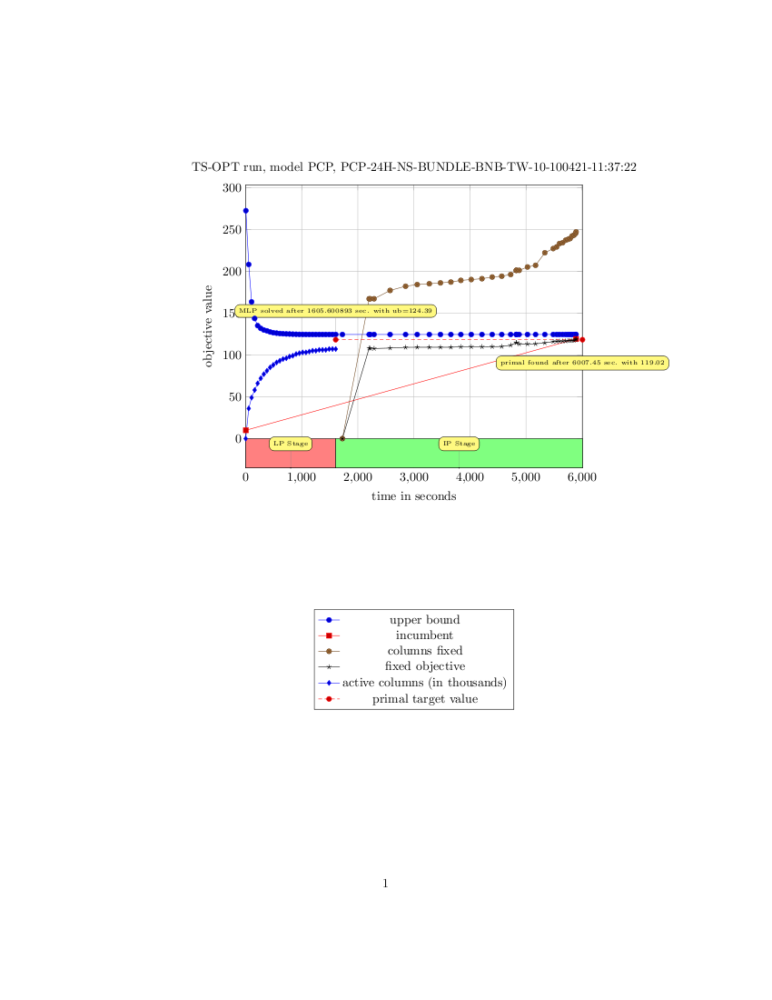 TS-OPT run, model PCP, PCP-24H-NS-BUNDLE-BNB-TW-10-100421-11:37:22
300
250
200
150
100
50
0
objective value
MLP solved after 1605.600893 sec. with ub=124.39
primal found after 6007.45 sec. with 119.02
LP Stage
IP Stage
0 1,000 2,000 3,000 4,000 5,000 6,000
time in seconds
upper bound
incumbent
columns fixed
fixed objective
active columns (in thousands)
primal target value
1